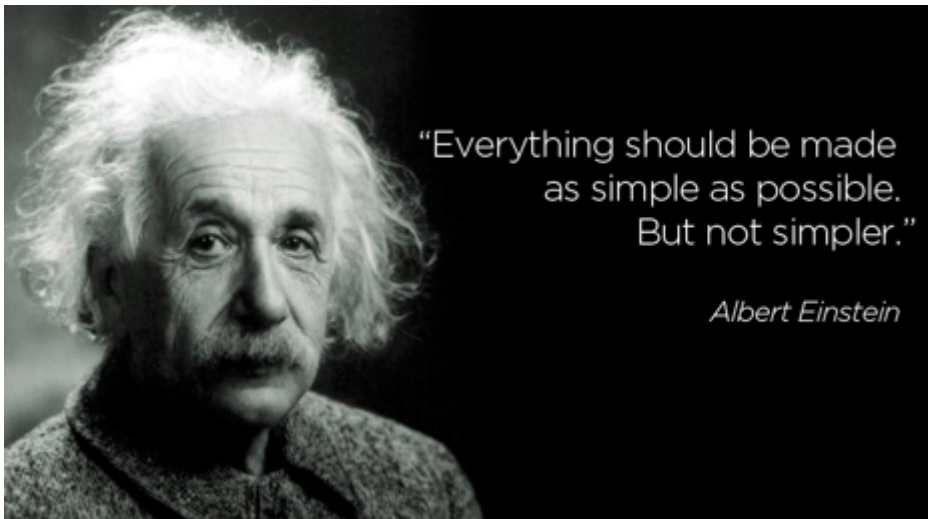 “Everything should be made
as simple as possible.
But not simpler.”
Albert Einstein